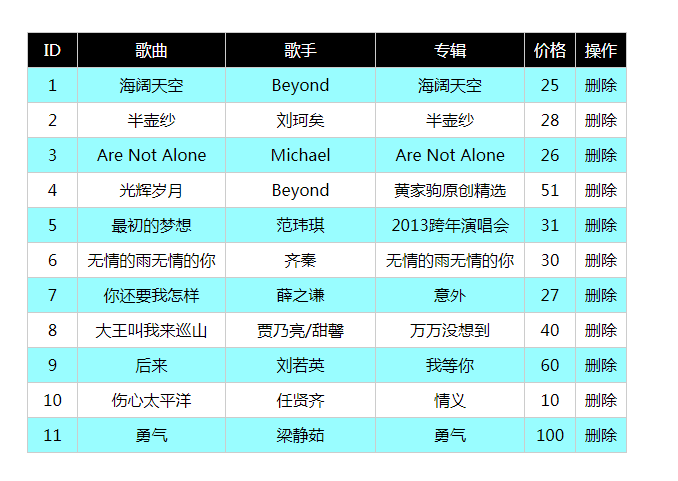 ID 歌曲 歌手 专辑 价格 操作
1 海阔天空 Beyond 海阔天空 25 删除
2 半壶纱 刘珂矣 半壶纱 28 删除
3 Are Not Alone Michael Are Not Alone 26 删除
4 光辉岁月 Beyond 黄家驹原创精选 51 删除
5 最初的梦想 范玮琪 2013跨年演唱会 31 删除
6 无情的雨无情的你 齐秦 无情的雨无情的你 30 删除
7 你还要我怎样 薛之谦 意外 27 删除
8 大王叫我来巡山 贾乃亮/甜馨 万万没想到 40 删除
9 后来 刘若英 我等你 60 删除
10 伤心太平洋 任贤齐 情义 10 删除
11 勇气 梁静茹 勇气 100 删除